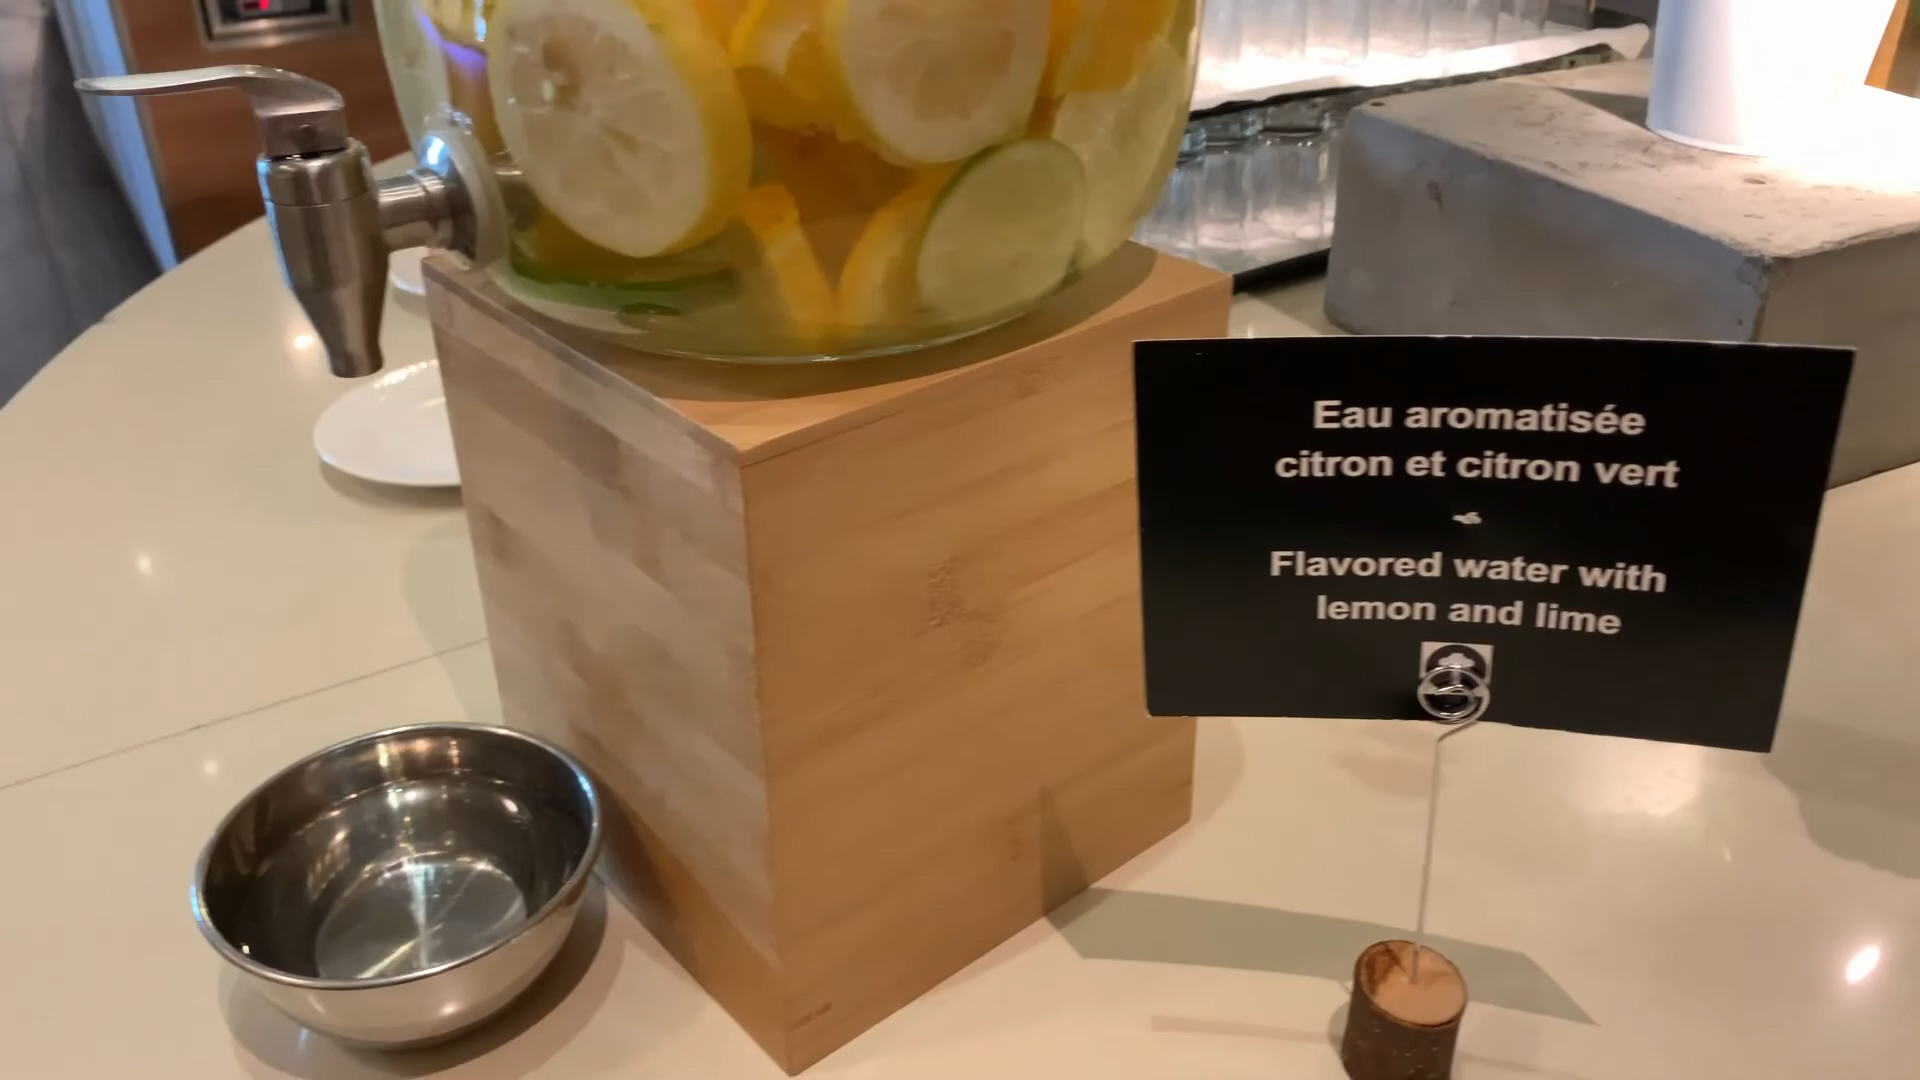 Eau aromatisée
citron et citron vert
Flavored water with
lemon and lime